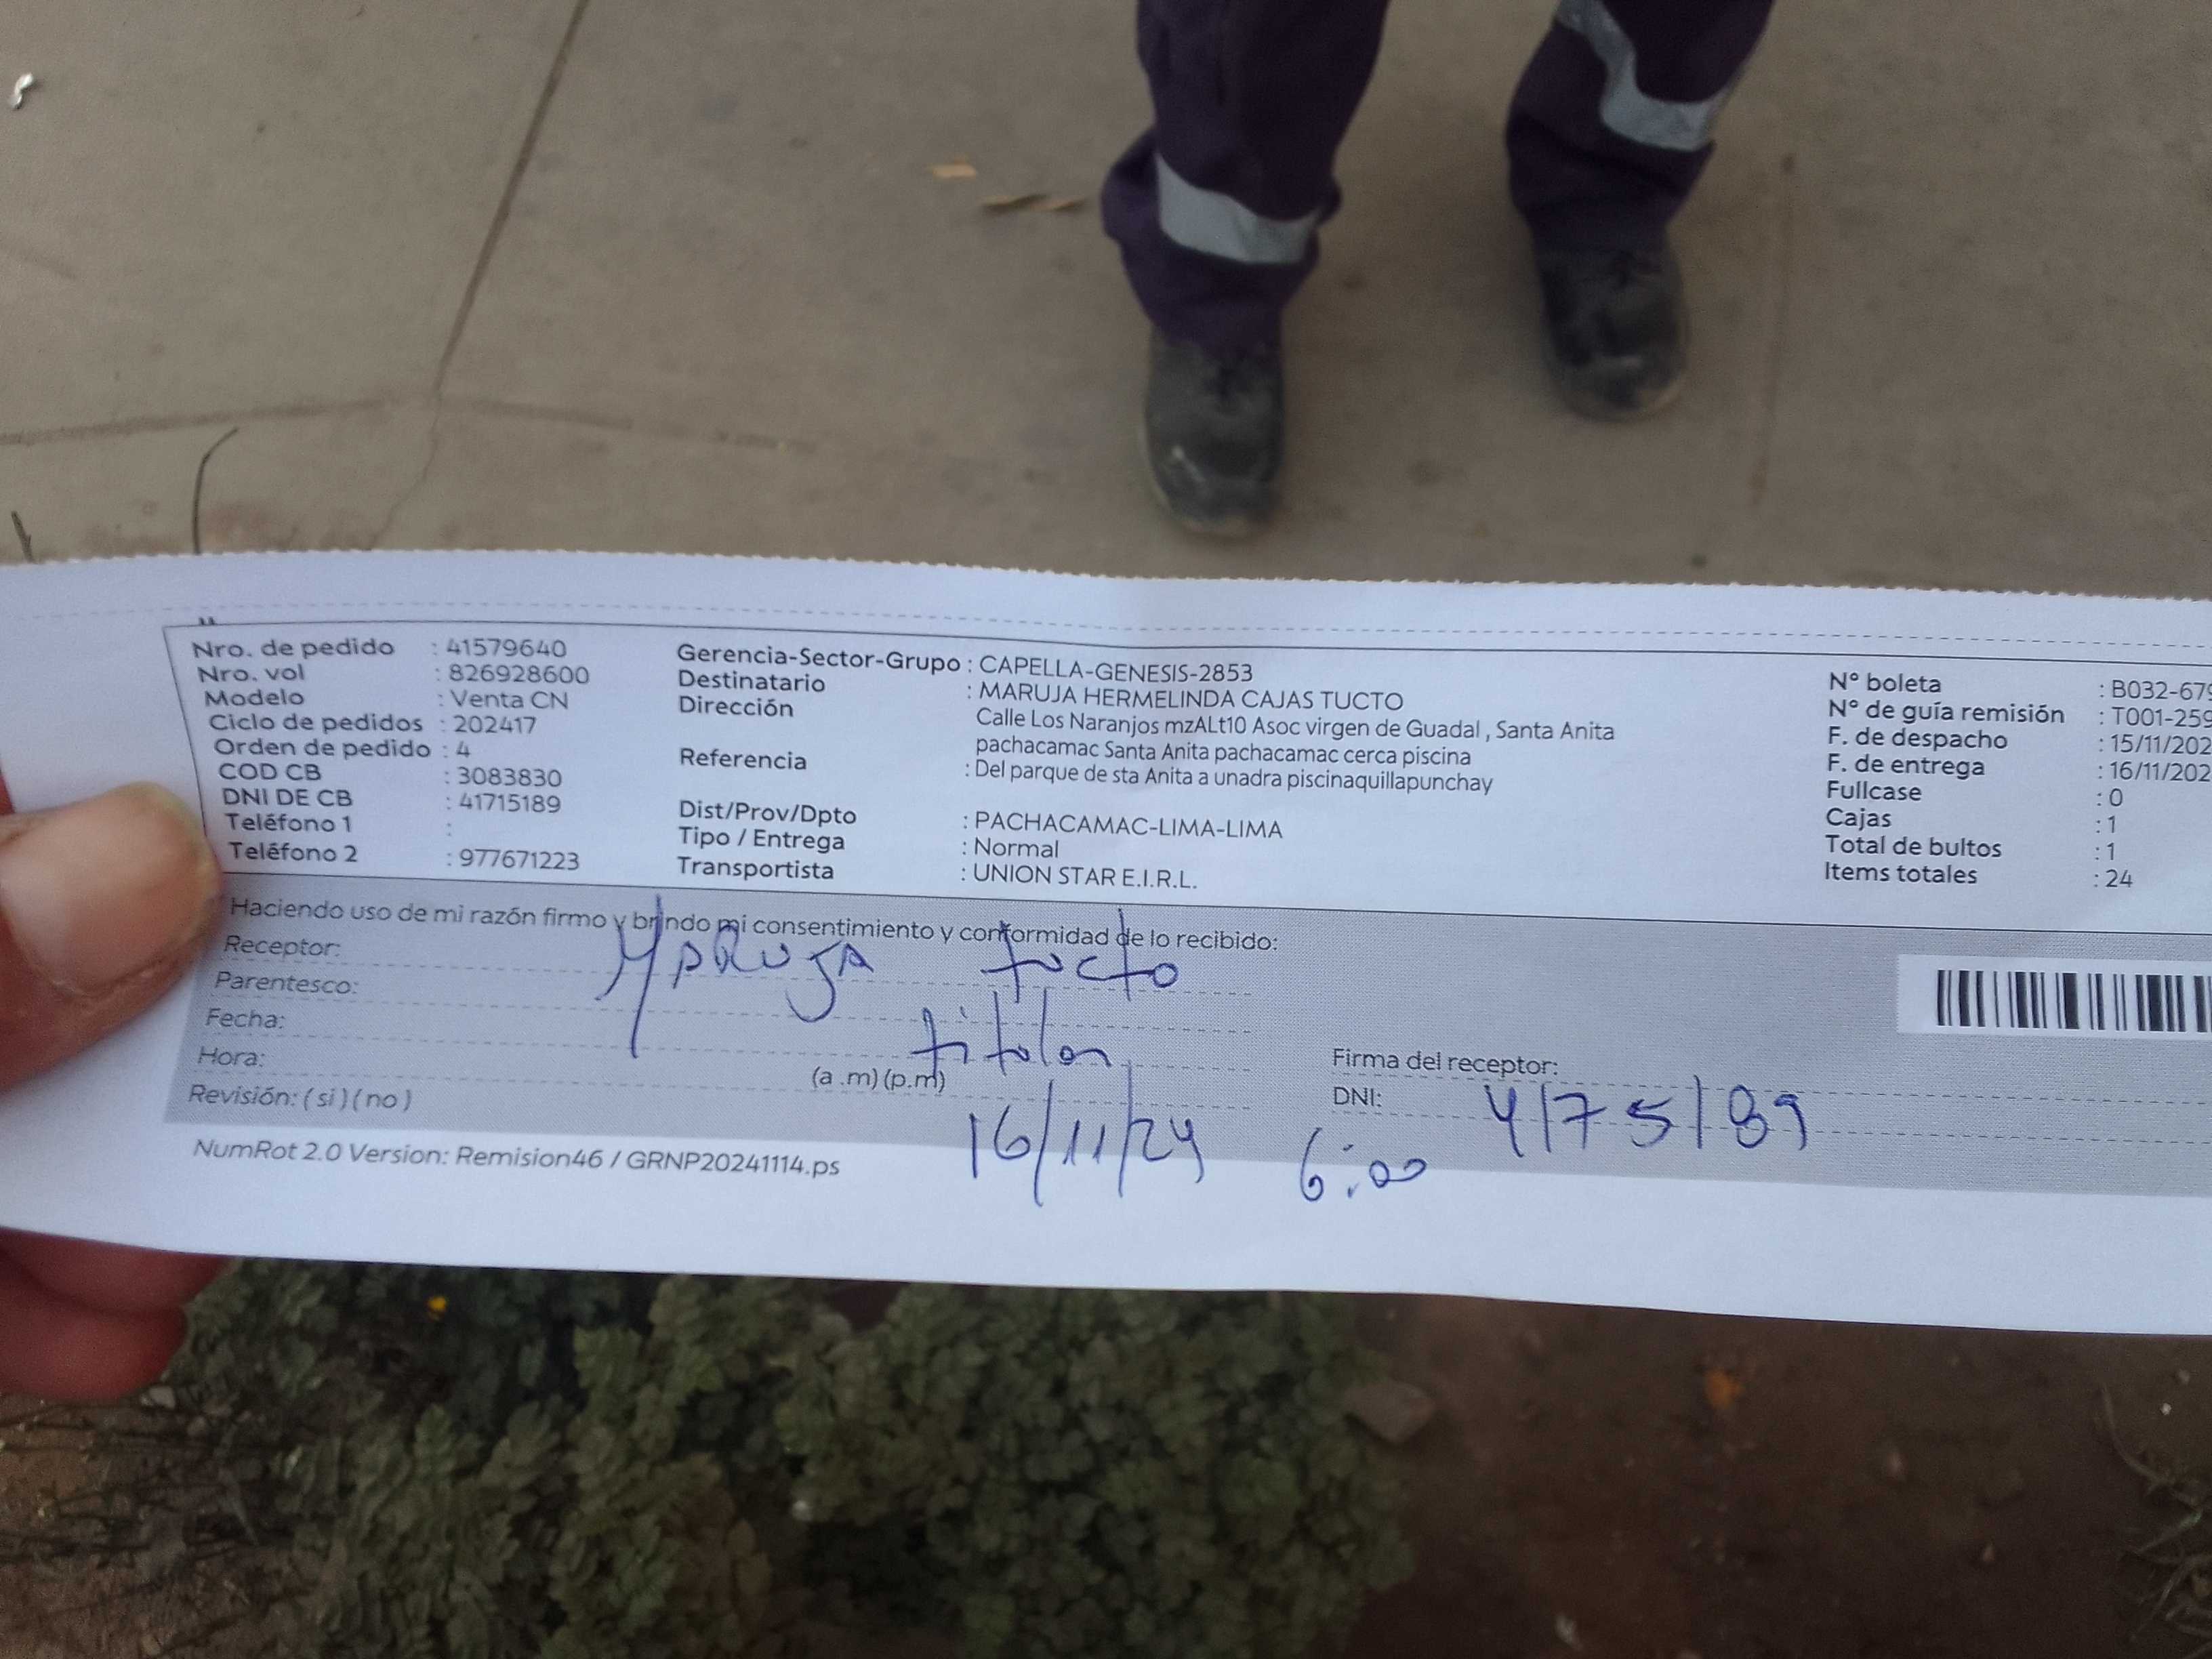 Nro. de pedido : 41579640
Nro. vol : 826928600
Modelo : Venta CN
Ciclo de pedidos : 202417
Orden de pedido : 4
COD CB : 3083830
DNI DE CB : 41715189
Teléfono 1 :
Teléfono 2 : 977671223
Gerencia-Sector-Grupo : CAPELLA-GENESIS-2853
Destinatario : MARUJA HERMELINDA CAJAS TUCTO
Dirección Calle Los Naranjos mzALt10 Asoc virgen de Guadal , Santa Anita
pachacamac Santa Anita pachacamac cerca piscina
Referencia : Del parque de sta Anita a unadra piscinaquillapunchay
Dist/Prov/Dpto : PACHACAMAC-LIMA-LIMA
Tipo / Entrega : Normal
Transportista : UNION STAR E.I.R.L.
N° boleta : B032-679
N° de guía remisión : T001-259
F. de despacho : 15/11/202
F. de entrega : 16/11/202
Fullcase : 0
Cajas : 1
Total de bultos : 1
Items totales : 24
Haciendo uso de mi razón firmo y brindo mi consentimiento y conformidad de lo recibido:
Receptor: MARUJA tucto
Parentesco:
Fecha: titular
Hora: (a .m) (p.m)
Revisión: ( si ) ( no )
16/11/24 6:00
Firma del receptor:
DNI: 4175189
NumRot 2.0 Version: Remision46 / GRNP20241114.ps